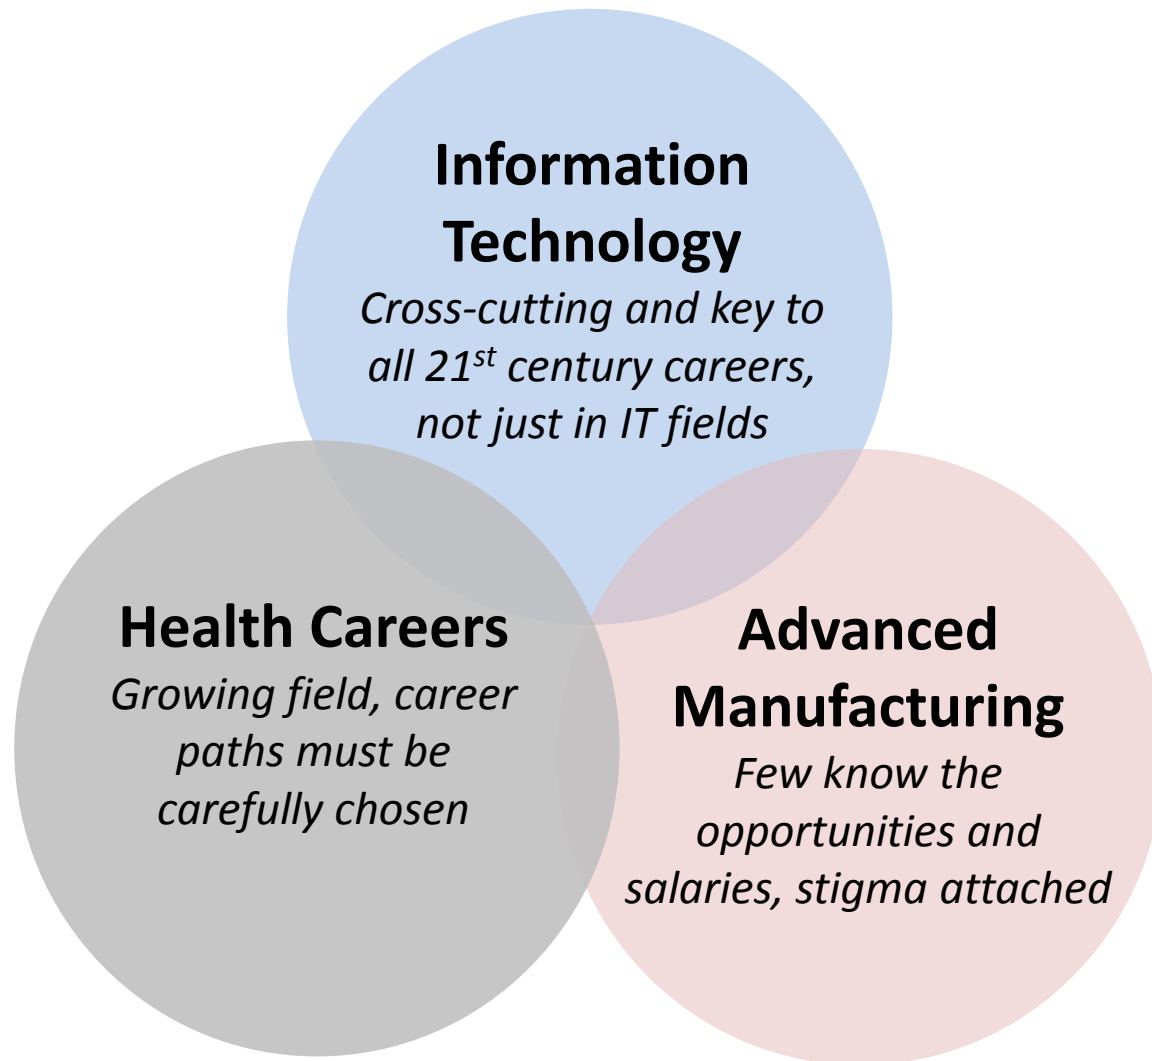 Information
Technology
Cross-cutting and key to
all 21st century careers,
not just in IT fields
Health Careers
Growing field, career
paths must be
carefully chosen
Advanced
Manufacturing
Few know the
opportunities and
salaries, stigma attached